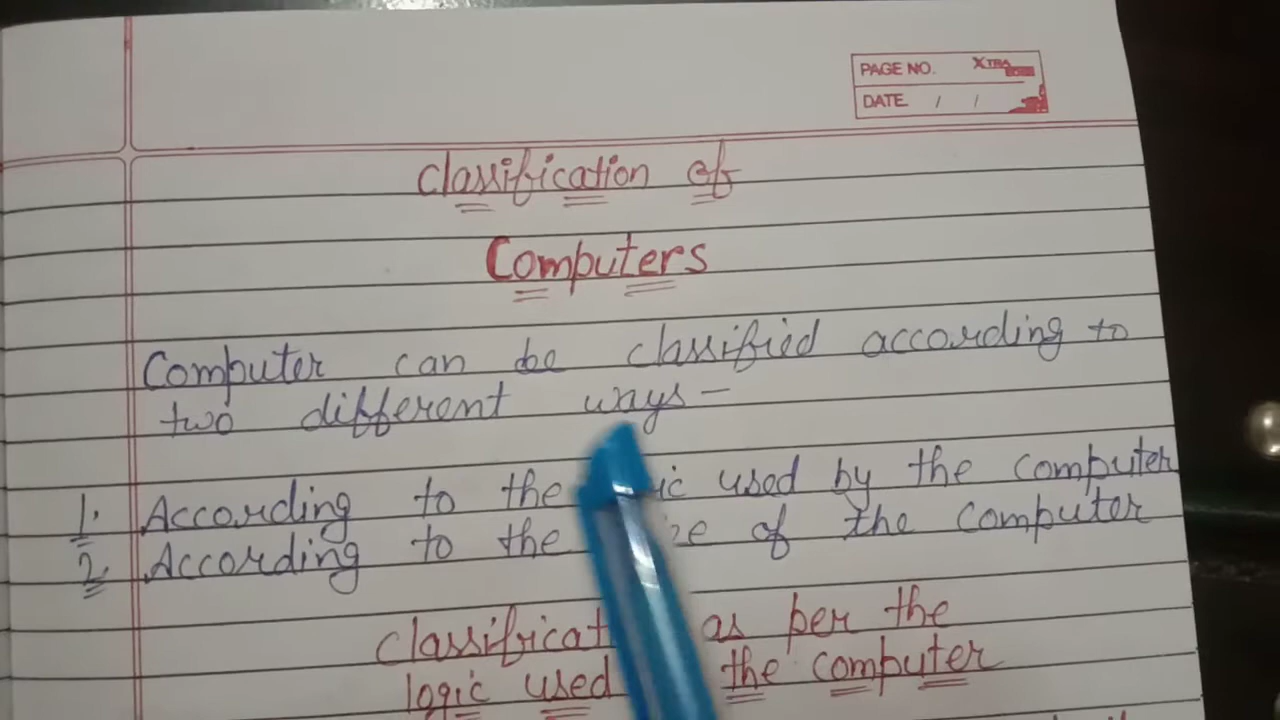 PAGE NO.
XTRA
DATE / /
Classification of
Computers
Computer can be classified according to
two different ways-
1. According to the used by the computer
2. According to the of the computer
as per the
logic used the computer